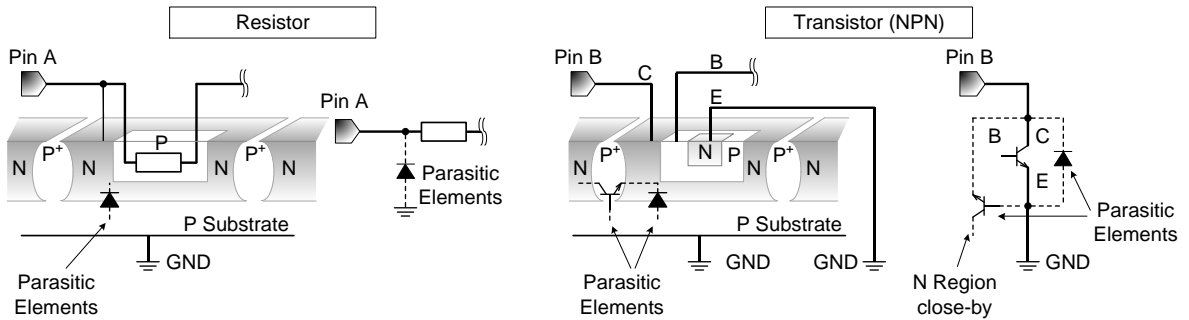 Resistor
Transistor (NPN)
Pin A
Pin B
Pin B
C
B
E
Pin A
N
P+
N
P
N
P+
N
N
P+
N
N
P
P+
N
N
B
C
E
Parasitic
Elements
Parasitic
Elements
P Substrate
P Substrate
GND
GND
GND
GND
Parasitic
Elements
Parasitic
Elements
N Region
close-by